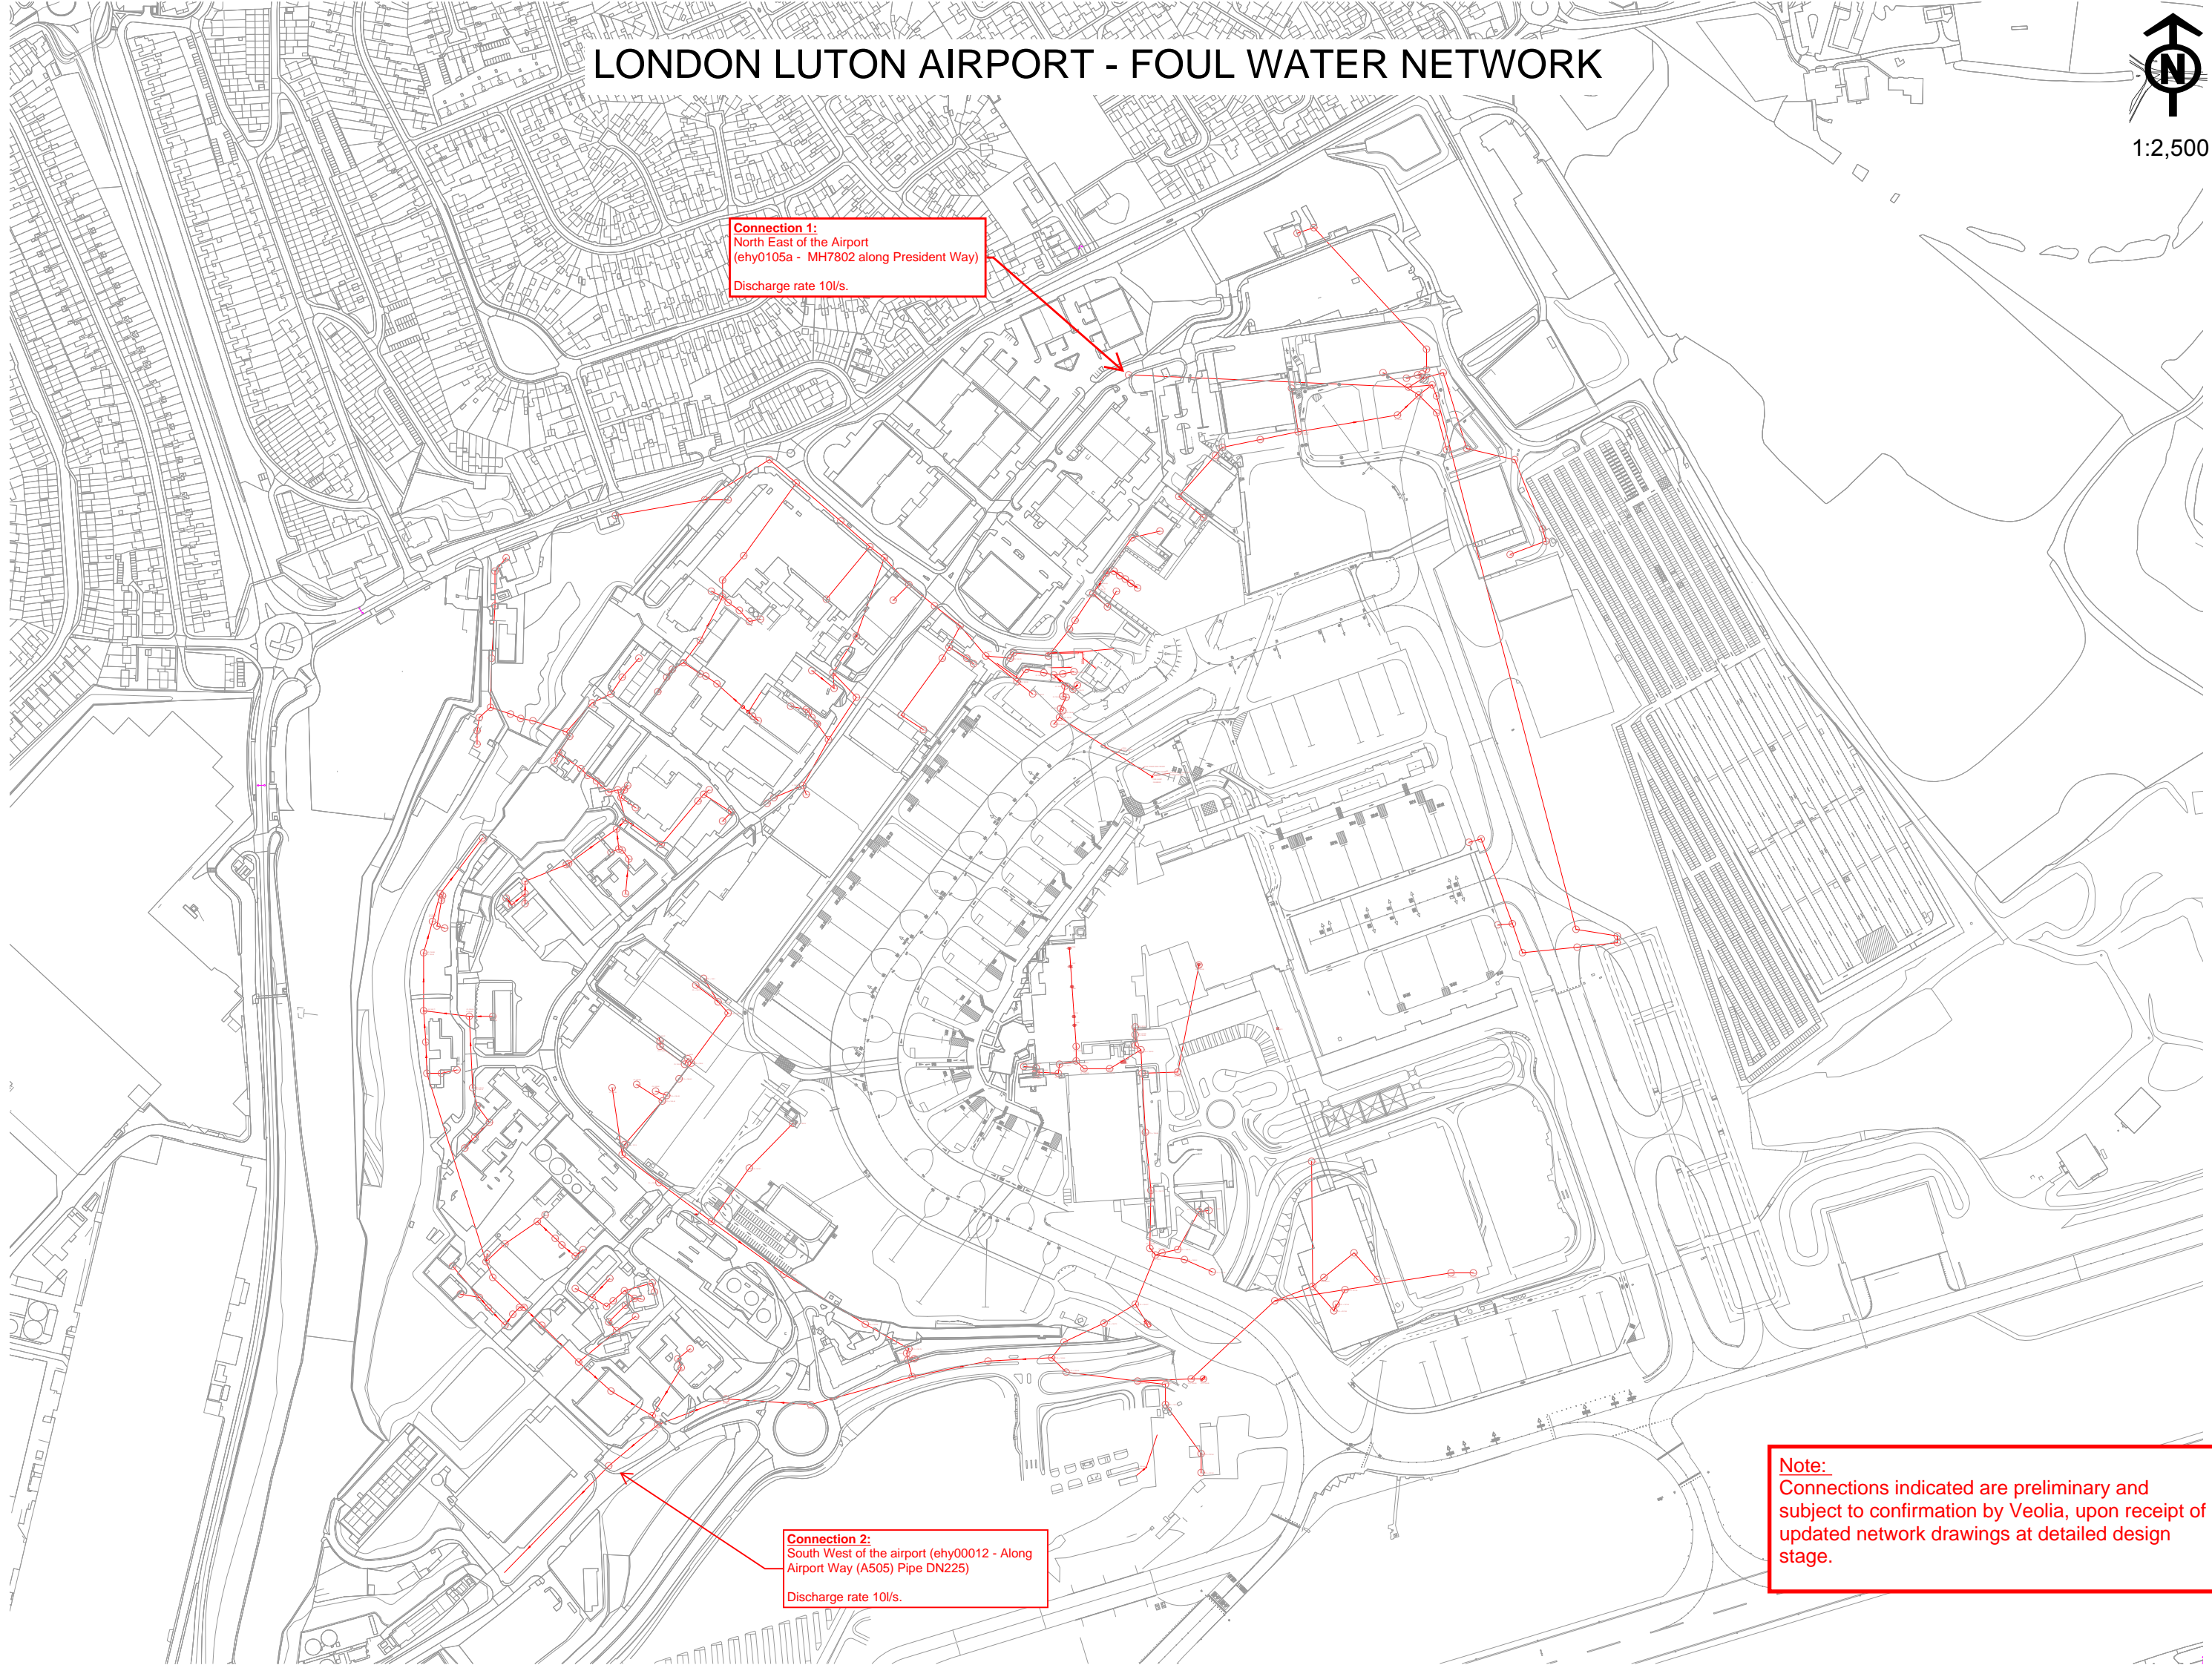 LONDON LUTON AIRPORT - FOUL WATER NETWORK
N
1:2,500
Connection 1:
North East of the Airport
(ehy0105a - MH7802 along President Way)
Discharge rate 10l/s.
Connection 2:
South West of the airport (ehy00012 - Along
Airport Way (A505) Pipe DN225)
Discharge rate 10l/s.
Note:
Connections indicated are preliminary and
subject to confirmation by Veolia, upon receipt of
updated network drawings at detailed design
stage.